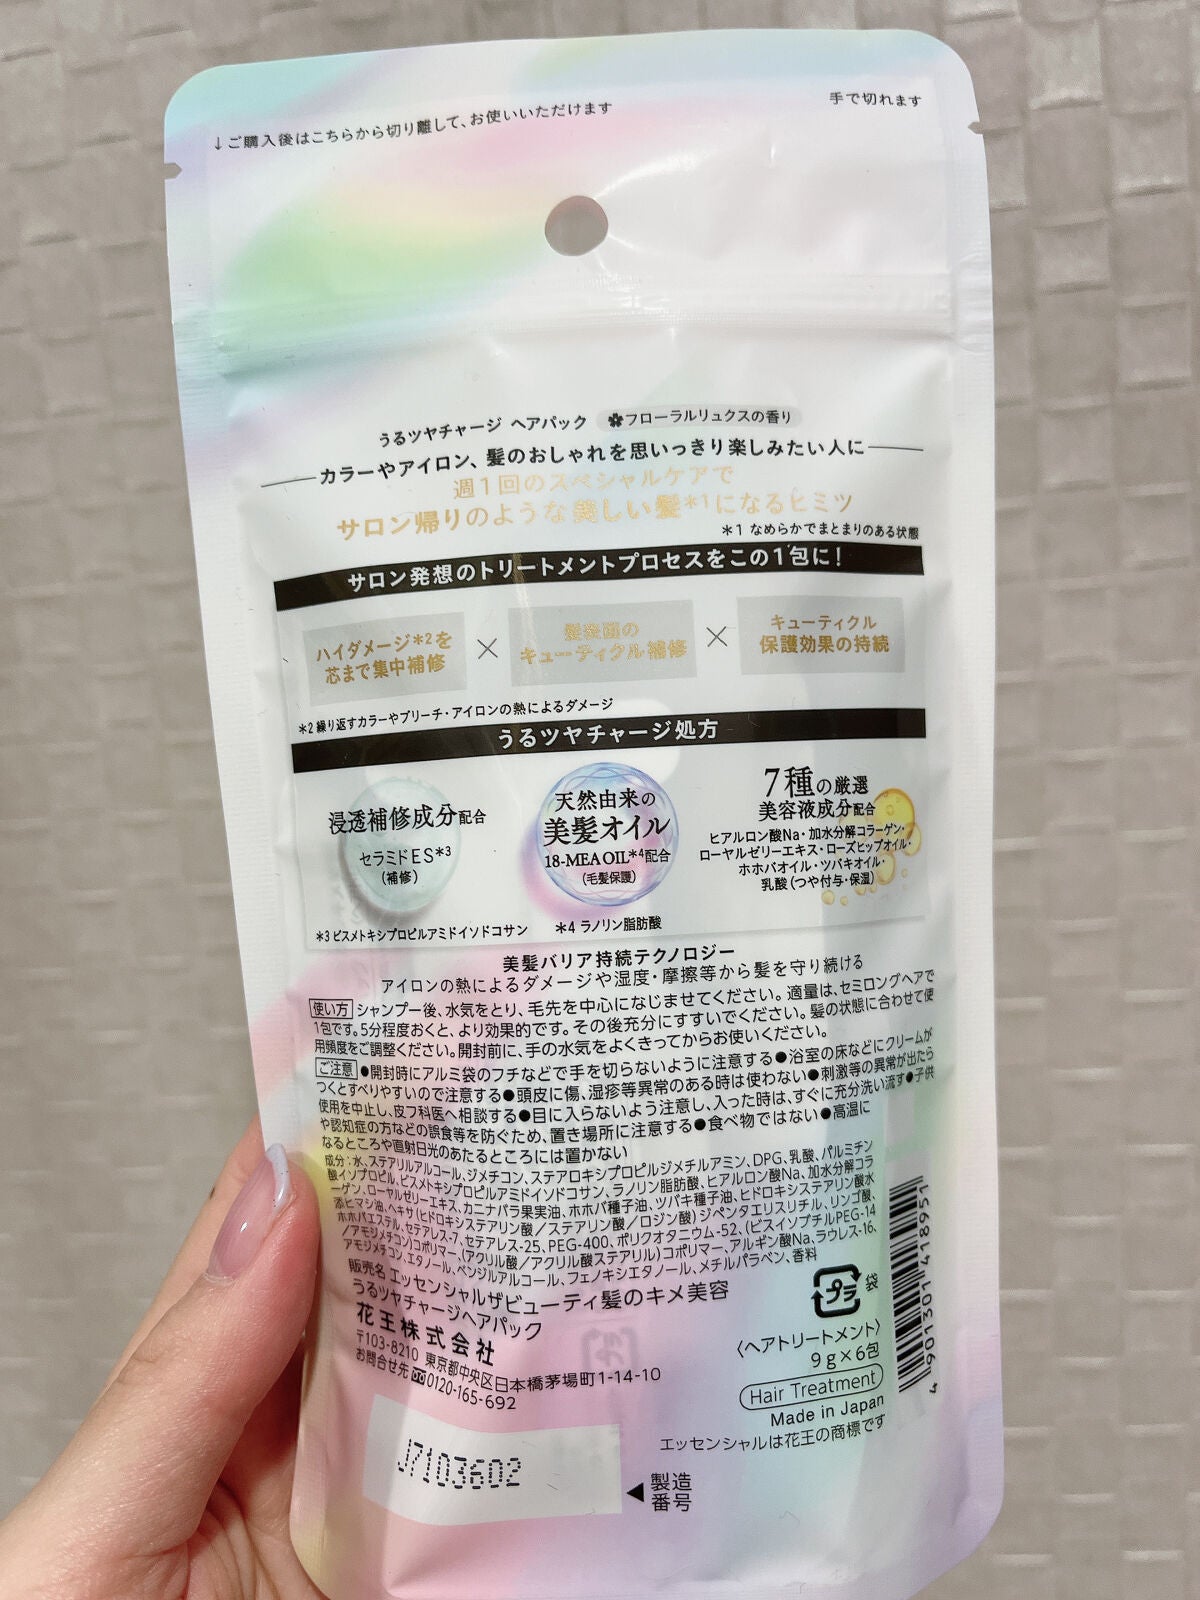 ↓ご購入後はこちらから切り離して、お使いいただけます
手で切れます
うるツヤチャージ ヘアパック フローラルリュクスの香り
カラーやアイロン、髪のおしゃれを思いっきり楽しみたい人に
週1回のスペシャルケアで
サロン帰りのような美しい髪*1になるヒミツ
*1 なめらかでまとまりのある状態
サロン発想のトリートメントプロセスをこの1包に!
ハイダメージ*2を
芯まで集中補修
×
髪表面の
キューティクル補修
×
キューティクル
保護効果の持続
*2 繰り返すカラーやブリーチ・アイロンの熱によるダメージ
うるツヤチャージ処方
浸透補修成分配合
セラミドES*3
(補修)
天然由来の
美髪オイル
18-MEA OIL*4配合
(毛髪保護)
7種の厳選
美容液成分配合
ヒアルロン酸Na・加水分解コラーゲン・
ローヤルゼリーエキス・ローズヒップオイル・
ホホバオイル・ツバキオイル・
乳酸(つや付与・保湿)
*3 ビスメトキシプロピルアミドイソドコサン
*4 ラノリン脂肪酸
美髪バリア持続テクノロジー
アイロンの熱によるダメージや湿度・摩擦等から髪を守り続ける
使い方 シャンプー後、水気をとり、毛先を中心になじませてください。適量は、セミロングヘアで
1包です。5分程度おくと、より効果的です。その後充分にすすいでください。髪の状態に合わせて使
用頻度をご調整ください。開封前に、手の水気をよくきってからお使いください。
ご注意 ●開封時にアルミ袋のフチなどで手を切らないように注意する●浴室の床などにクリームが
つくとすべりやすいので注意する●頭皮に傷、湿疹等異常のある時は使わない●刺激等の異常が出たら
使用を中止し、皮フ科医へ相談する●目に入らないよう注意し、入った時は、すぐに充分洗い流す●子供
や認知症の方などの誤食等を防ぐため、置き場所に注意する●食べ物ではない●高温に
なるところや直射日光のあたるところには置かない
成分:水、ステアリルアルコール、ジメチコン、ステアロキシプロピルジメチルアミン、DPG、乳酸、パルミチン
酸イソプロピル、ビスメトキシプロピルアミドイソドコサン、ラノリン脂肪酸、ヒアルロン酸Na、加水分解コラ
ーゲン、ローヤルゼリーエキス、カニナバラ果実油、ホホバ種子油、ツバキ種子油、ヒドロキシステアリン酸水
添ヒマシ油、ヘキサ(ヒドロキシステアリン酸/ステアリン酸/ロジン酸)ジペンタエリスリチル、リンゴ酸、
ホホバエステル、セテアレス-7、セテアレス-25、PEG-400、ポリクオタニウム-52、(ビスイソブチルPEG-14
/アモジメチコン)コポリマー、(アクリル酸/アクリル酸ステアリル)コポリマー、アルギン酸Na、ラウレス-16、
アモジメチコン、エタノール、ベンジルアルコール、フェノキシエタノール、メチルパラベン、香料
販売名 エッセンシャルザビューティ髪のキメ美容
うるツヤチャージヘアパック
花王株式会社
〒103-8210 東京都中央区日本橋茅場町1-14-10
お問合せ先 0120-165-692
プラ 袋
〈ヘアトリートメント〉
9g×6包
Hair Treatment
Made in Japan
エッセンシャルは花王の商標です
4 901301 418951
J7103602
◀製造
番号